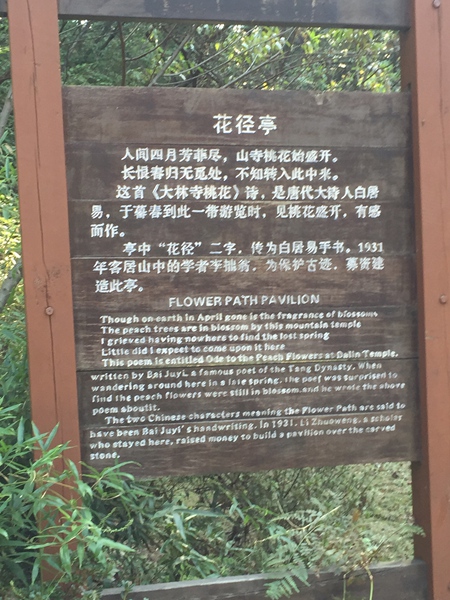 花径亭
人间四月芳菲尽，山寺桃花始盛开。
长恨春归无觅处，不知转入此中来。
这首《大林寺桃花》诗，是唐代大诗人白居
易，于暮春到此一带游览时，见桃花盛开，有感
而作。
亭中“花径”二字，传为白居易手书。1931
年客居山中的学者李拙翁，为保护古迹，募资建
造此亭。
FLOWER PATH PAVILION
Though on earth in April gone is the fragrance of blossoms
The peach trees are in blossom by this mountain temple
I grieved having nowhere to find the lost spring
Little did I expect to come upon it here
This poem is entitled Ode to the Peach Flowers at Dalin Temple,
written by Bai Juyi, a famous poet of the Tang Dynasty. When
wandering around here in a late spring, the poet was surprised to
find the peach flowers were still in blossom and he wrote the above
poem aboutit.
The two Chinese characters meaning the Flower Path are said to
have been Bai Juyi's handwriting. In 1931, Li Zhuoweng, a scholar
who stayed here, raised money to build a pavilion over the carved
stone.